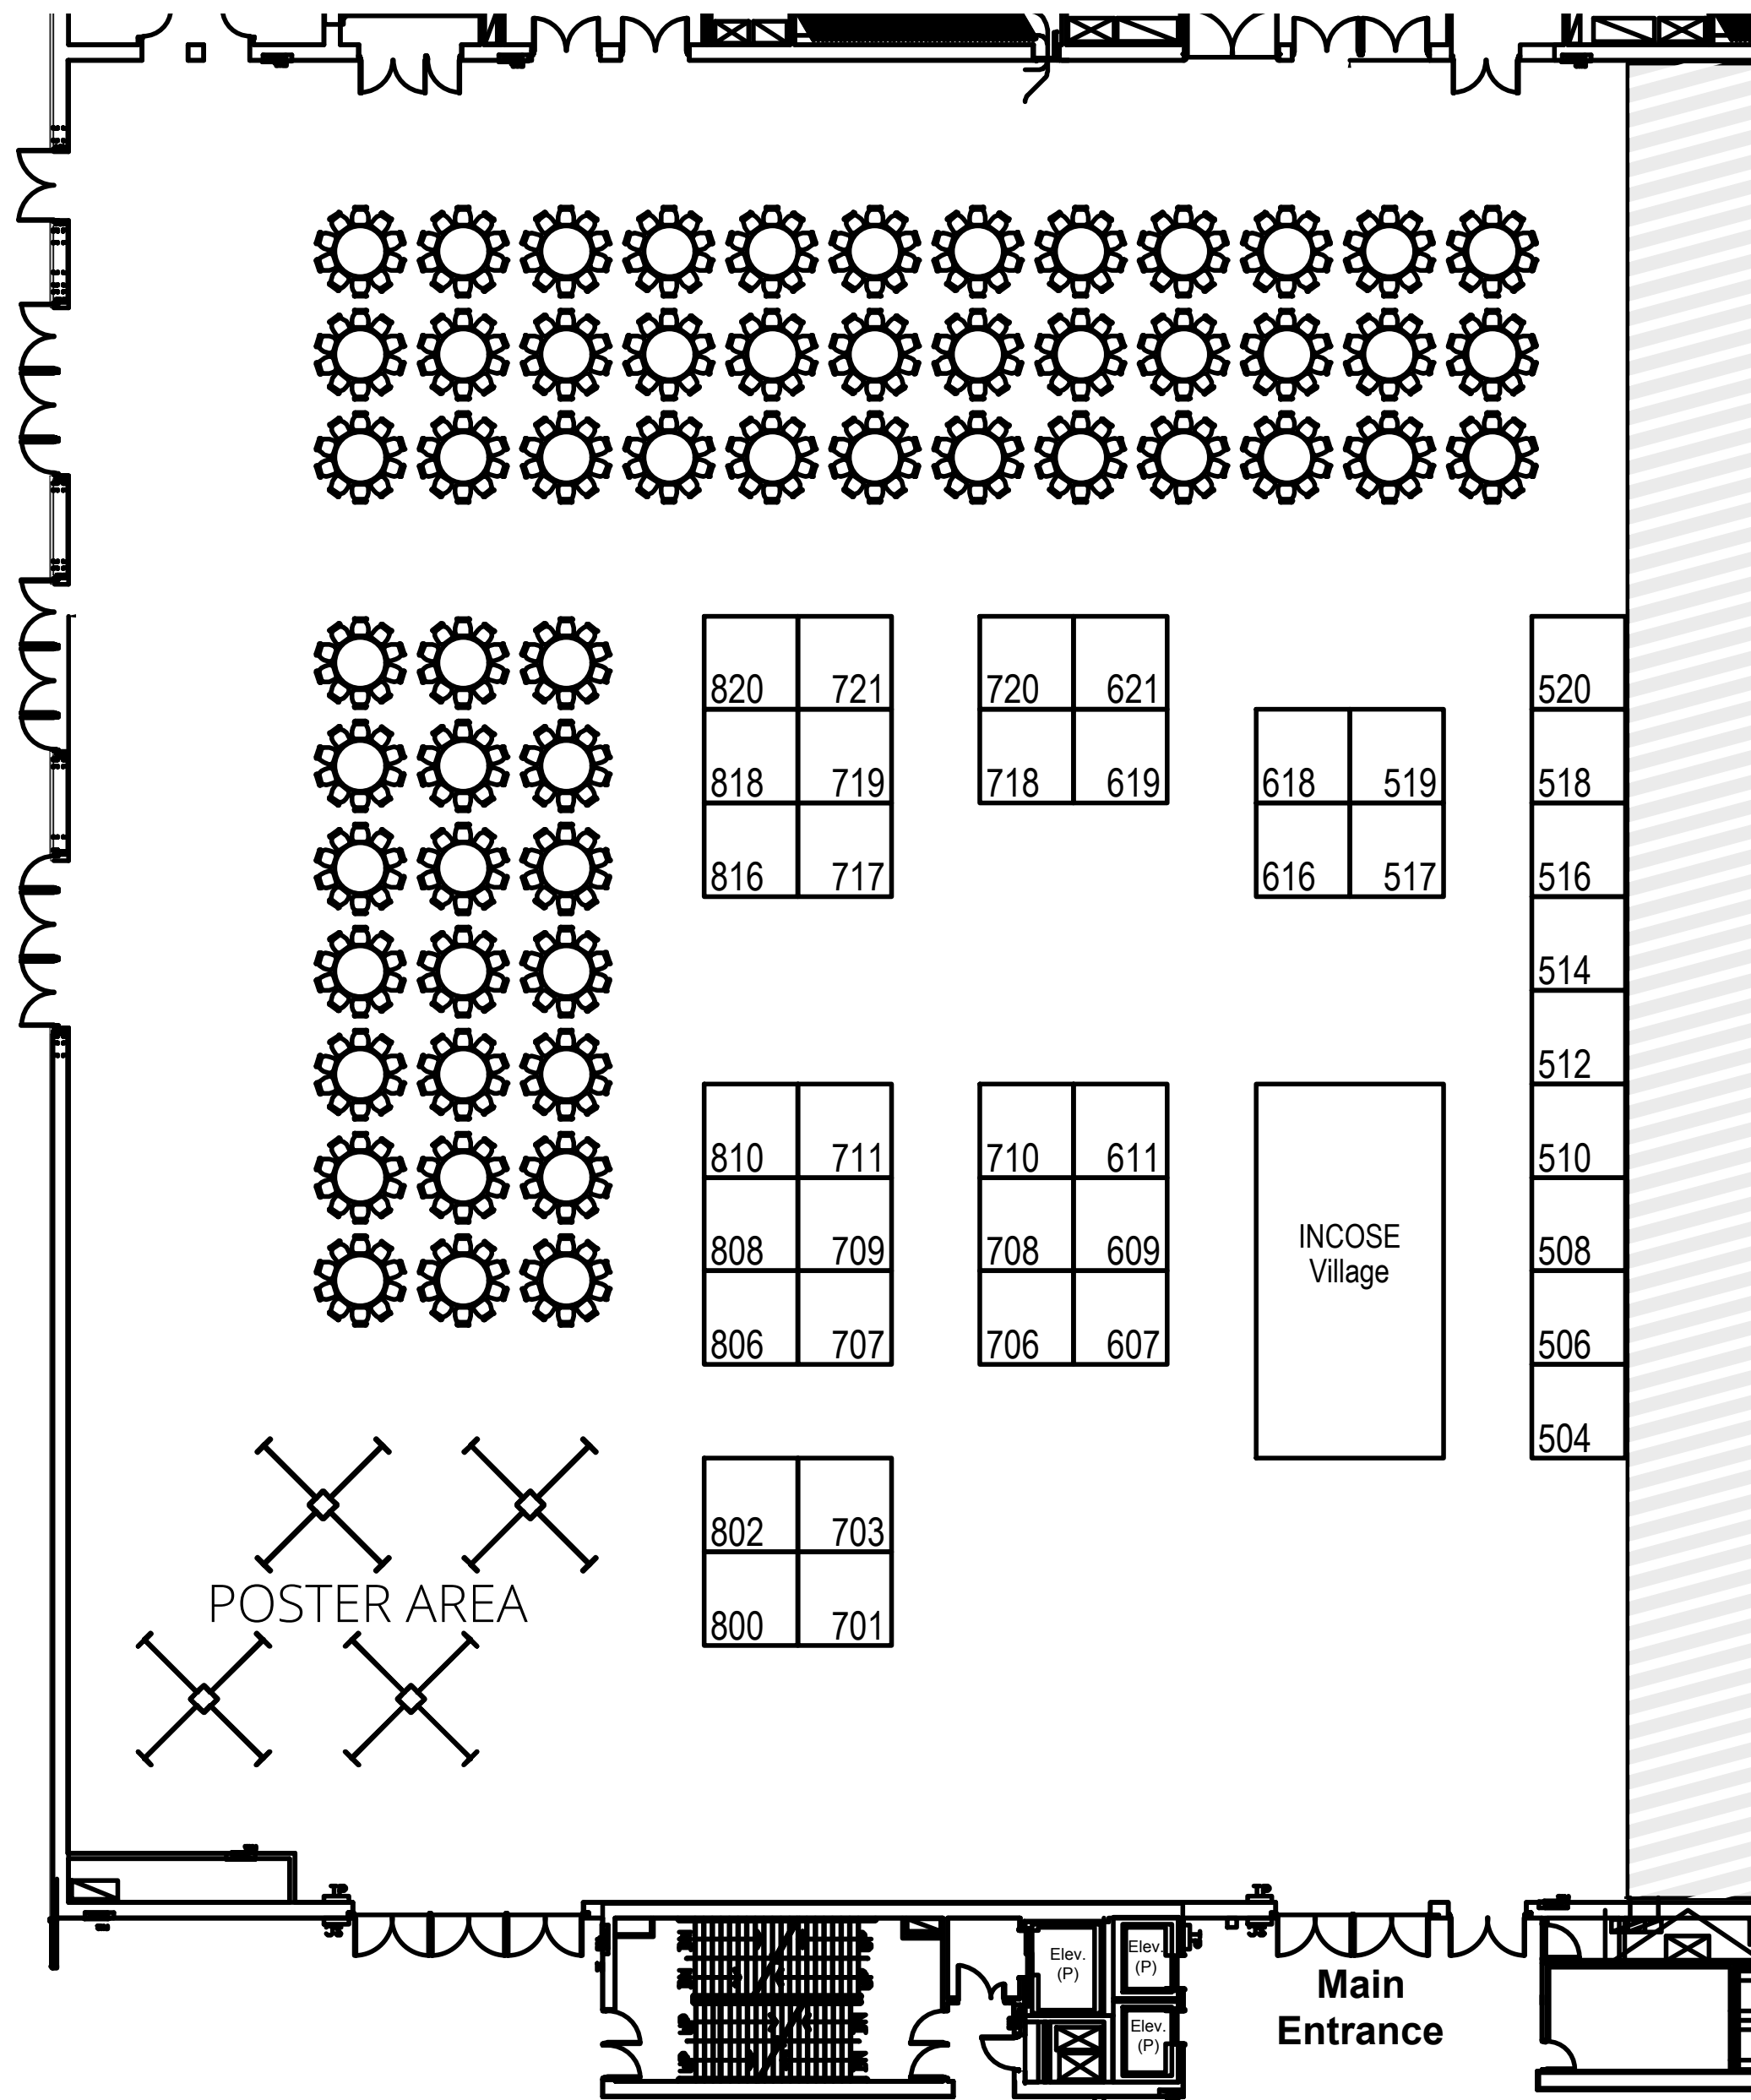 820 721 720 621 520
818 719 718 619 618 519 518
816 717 616 517 516
514
512
810 711 710 611 510
808 709 708 609 INCOSE 508
Village
806 707 706 607 506
504
802 703
POSTER AREA
800 701
TP
TP
Elev.
(P)
Elev.
(P)
Main
Entrance
Elev.
(P)